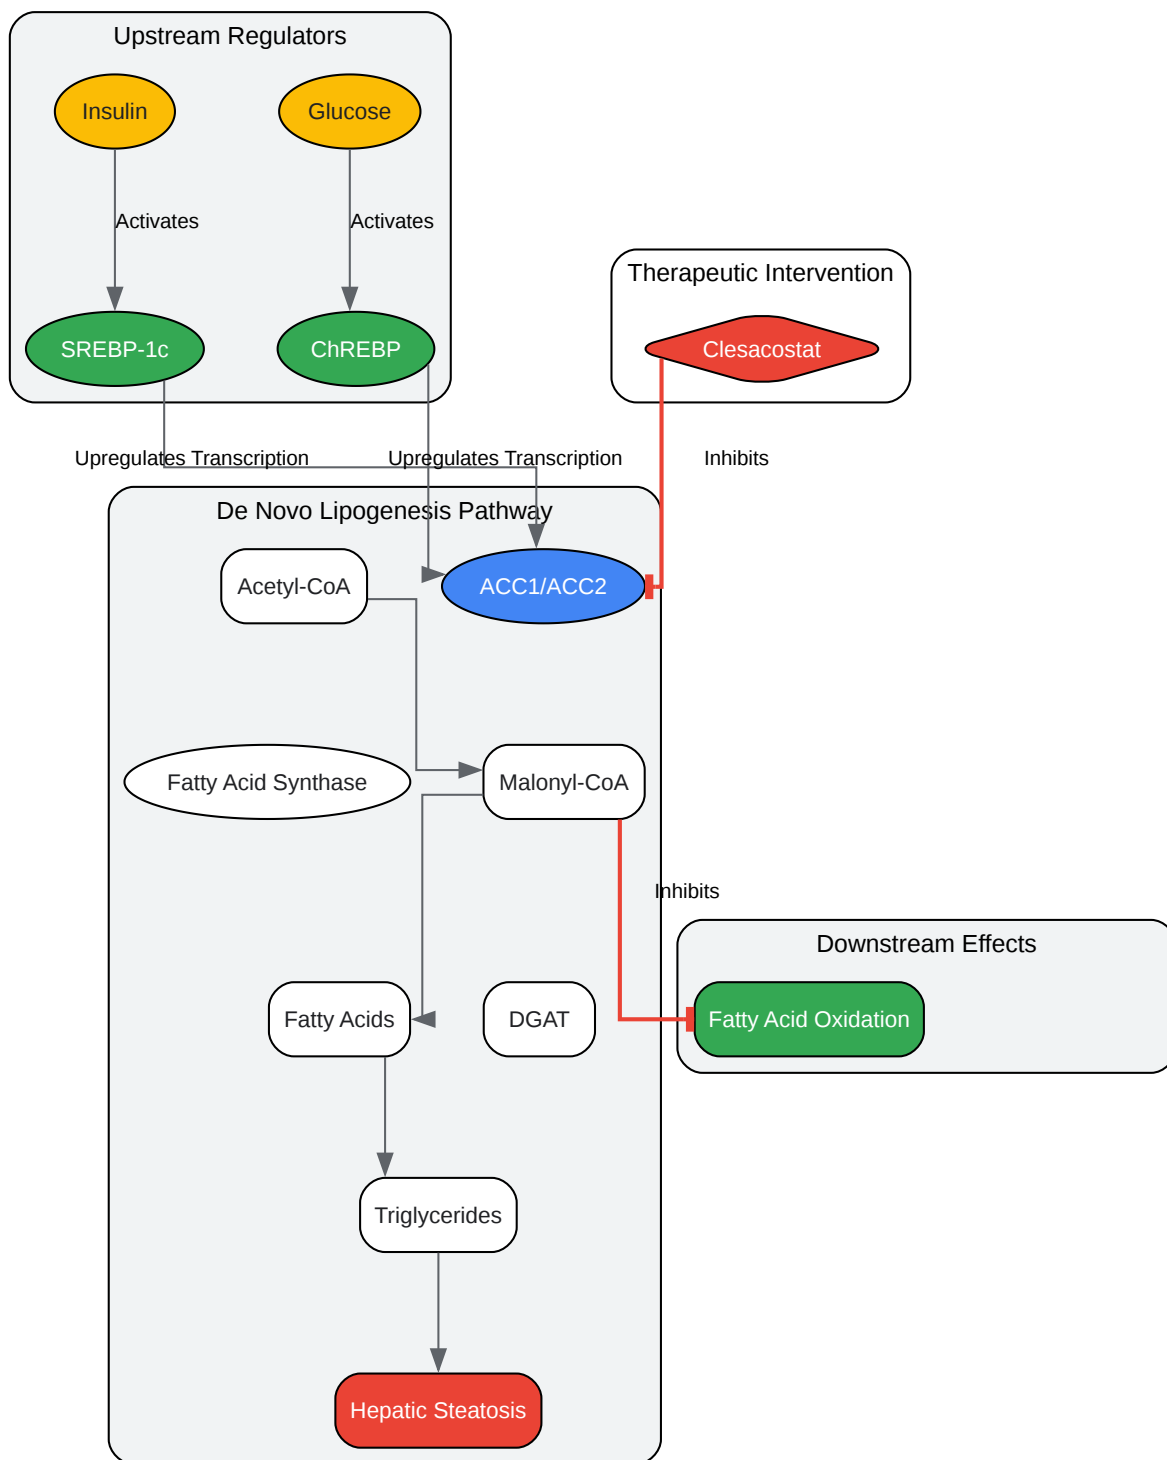 Upstream Regulators
Insulin
Glucose
Activates
Activates
Therapeutic Intervention
SREBP-1c
ChREBP
Clesacostat
Upregulates Transcription
Upregulates Transcription
Inhibits
De Novo Lipogenesis Pathway
Acetyl-CoA
ACC1/ACC2
Fatty Acid Synthase
Malonyl-CoA
Inhibits
Downstream Effects
Fatty Acids
DGAT
Fatty Acid Oxidation
Triglycerides
Hepatic Steatosis